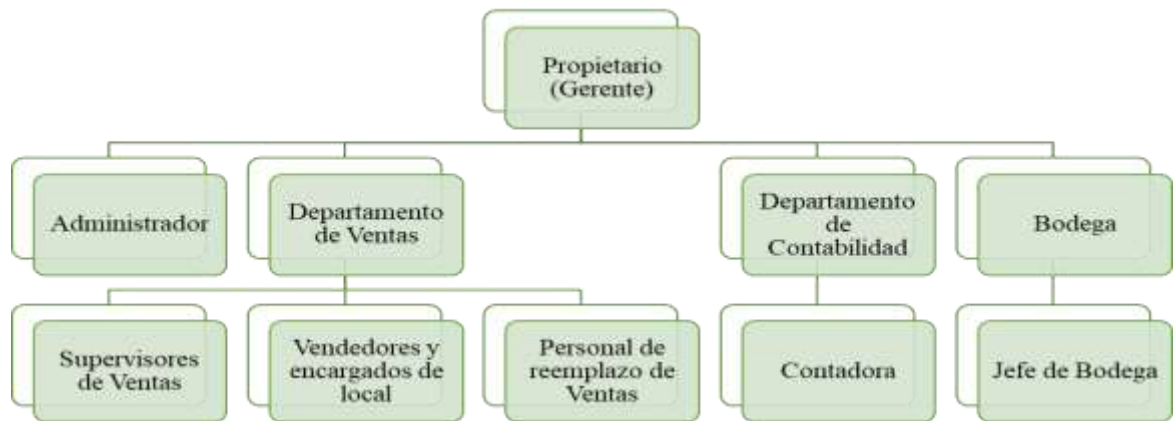 Propietario
(Gerente)
Administrador
Departamento
de Ventas
Departamento
de
Contabilidad
Bodega
Supervisores
de Ventas
Vendedores y
encargados de
local
Personal de
reemplazo de
Ventas
Contadora
Jefe de Bodega